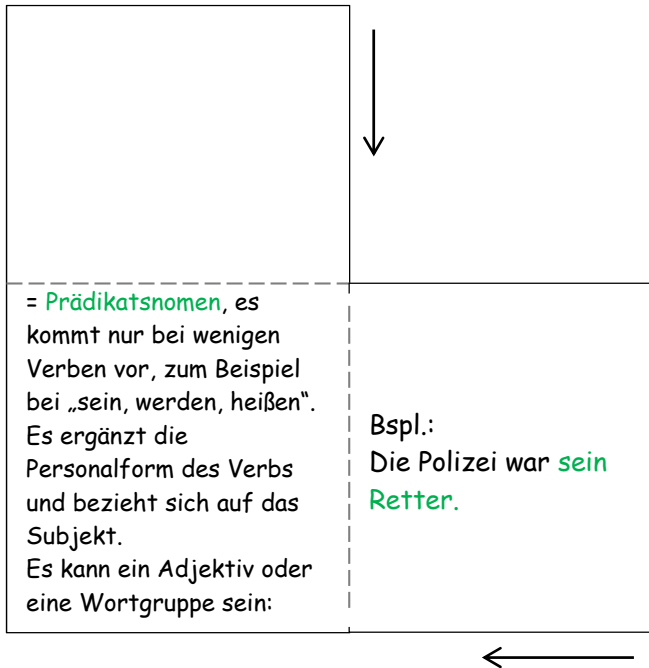 = Prädikatsnomen, es
kommt nur bei wenigen
Verben vor, zum Beispiel
bei „sein, werden, heißen“.
Es ergänzt die
Personalform des Verbs
und bezieht sich auf das
Subjekt.
Es kann ein Adjektiv oder
eine Wortgruppe sein:
Bspl.:
Die Polizei war sein
Retter.